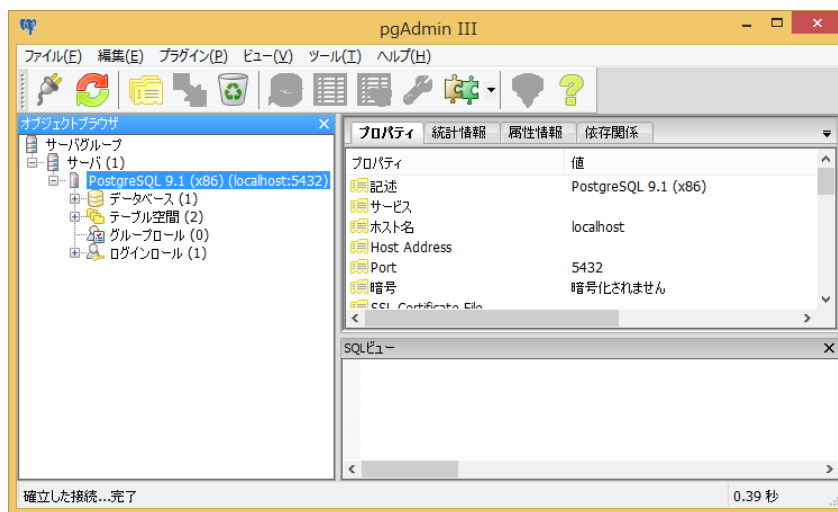 pgAdmin III
ファイル(F) 編集(E) プラグイン(P) ビュー(V) ツール(T) ヘルプ(H)
オブジェクトブラウザ
サーバグループ
サーバ (1)
PostgreSQL 9.1 (x86) (localhost:5432)
データベース (1)
テーブル空間 (2)
グループロール (0)
ログインロール (1)
プロパティ 統計情報 属性情報 依存関係
プロパティ 値
記述 PostgreSQL 9.1 (x86)
サービス
ホスト名 localhost
Host Address
Port 5432
暗号 暗号化されません
SSL Certificate File
SQLビュー
確立した接続...完了 0.39 秒